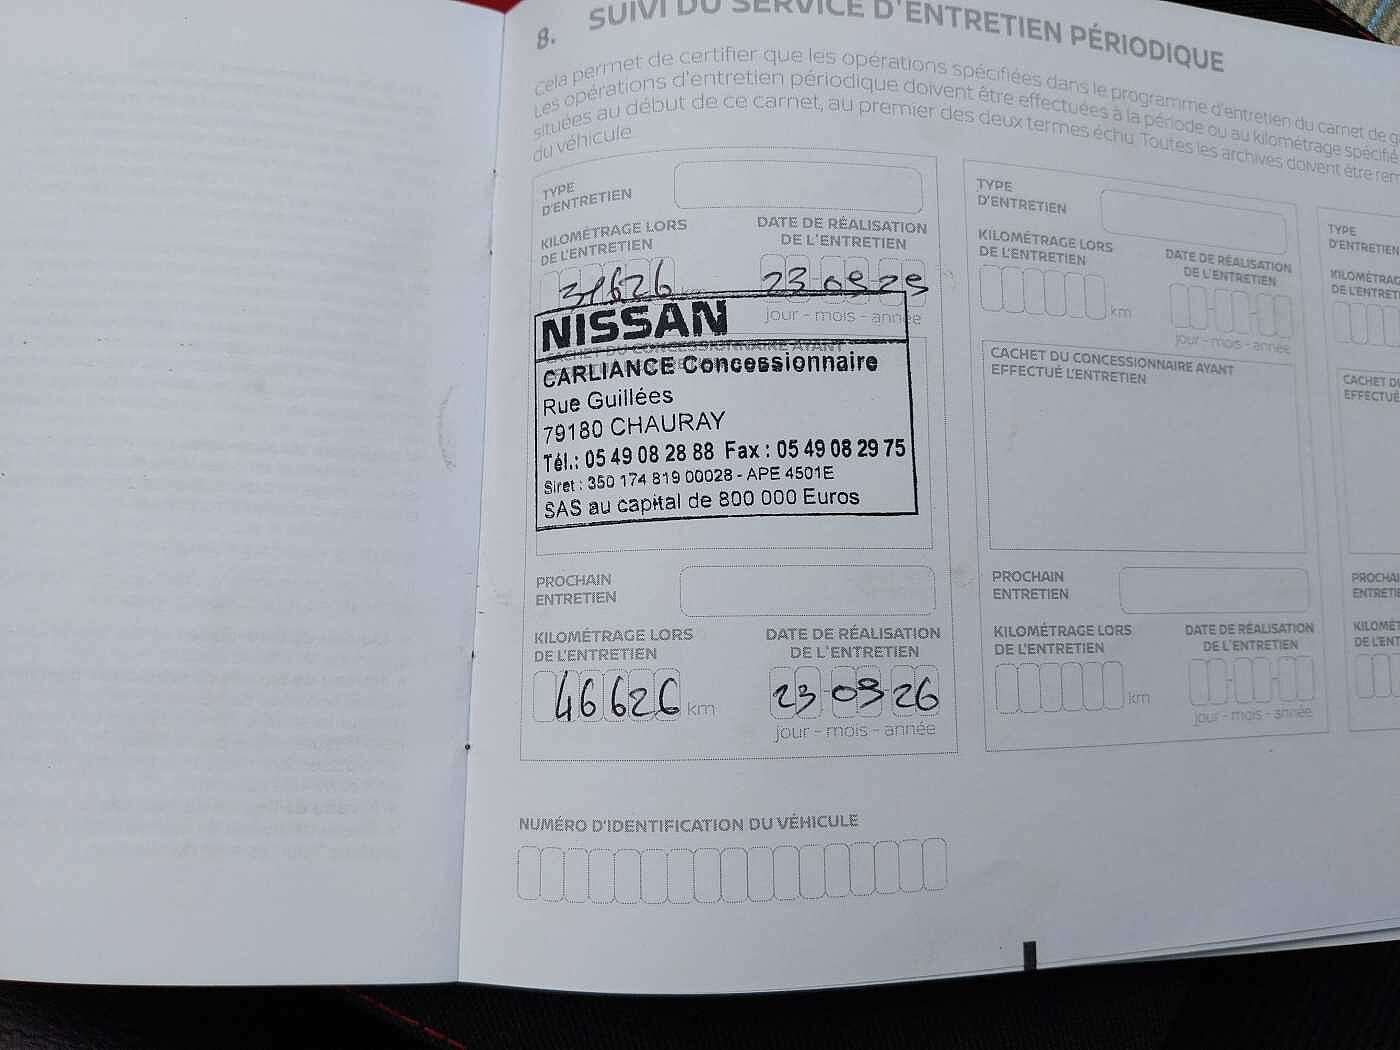 8. SUIVI DU SERVICE D'ENTRETIEN PÉRIODIQUE
Cela permet de certifier que les opérations spécifiées dans le programme d'entretien du carnet de
Les opérations d'entretien périodique doivent être effectuées à la période ou au kilométrage spécifié
situées au début de ce carnet, au premier des deux termes échu. Toutes les archives doivent être
du véhicule.
TYPE
D'ENTRETIEN
KILOMÉTRAGE LORS
DE L'ENTRETIEN
DATE DE RÉALISATION
DE L'ENTRETIEN
31626 km
23-09-25
jour - mois - année
CACHET DU CONCESSIONNAIRE AYANT
NISSAN
CARLIANCE Concessionnaire
Rue Guillées
79180 CHAURAY
Tél.: 05 49 08 28 88 Fax : 05 49 08 29 75
Siret : 350 174 819 00028 - APE 4501E
SAS au capital de 800 000 Euros
PROCHAIN
ENTRETIEN
KILOMÉTRAGE LORS
DE L'ENTRETIEN
DATE DE RÉALISATION
DE L'ENTRETIEN
46626 km
23-09-26
jour - mois - année
TYPE
D'ENTRETIEN
KILOMÉTRAGE LORS
DE L'ENTRETIEN
DATE DE RÉALISATION
DE L'ENTRETIEN
km
jour - mois - année
CACHET DU CONCESSIONNAIRE AYANT
EFFECTUÉ L'ENTRETIEN
PROCHAIN
ENTRETIEN
KILOMÉTRAGE LORS
DE L'ENTRETIEN
DATE DE RÉALISATION
DE L'ENTRETIEN
km
jour - mois - année
TYPE
D'ENTRETIEN
CACHET
NUMÉRO D'IDENTIFICATION DU VÉHICULE